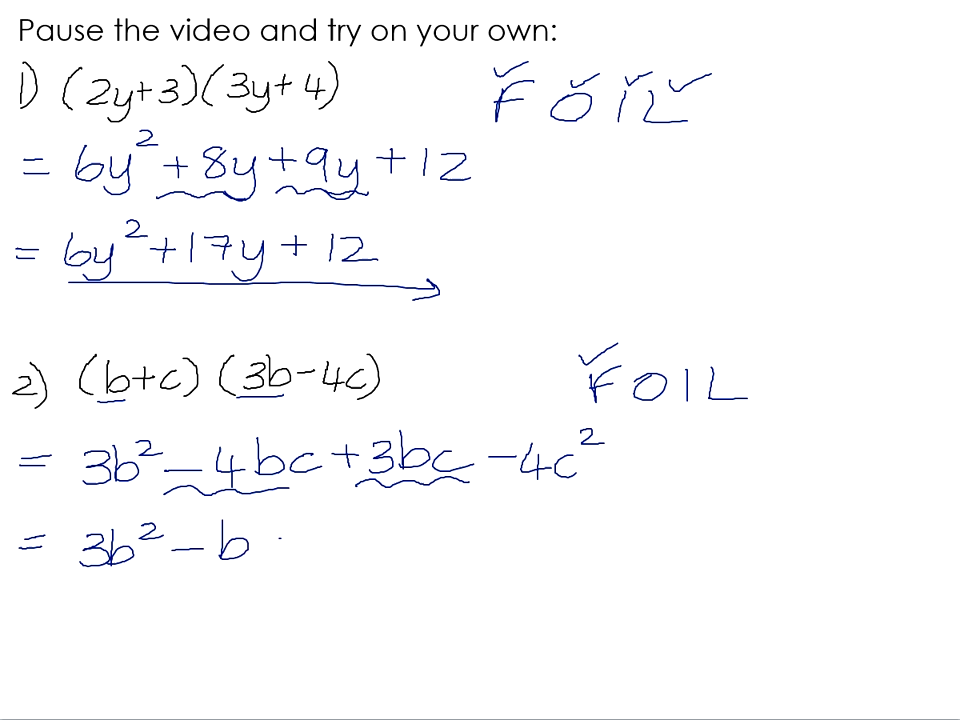 Pause the video and try on your own:
1) (2y+3)(3y+4) FOIL
= 6y²+8y+9y+12
= 6y²+17y+12
2) (b+c)(3b-4c) FOIL
= 3b²-4bc+3bc-4c²
= 3b²-b